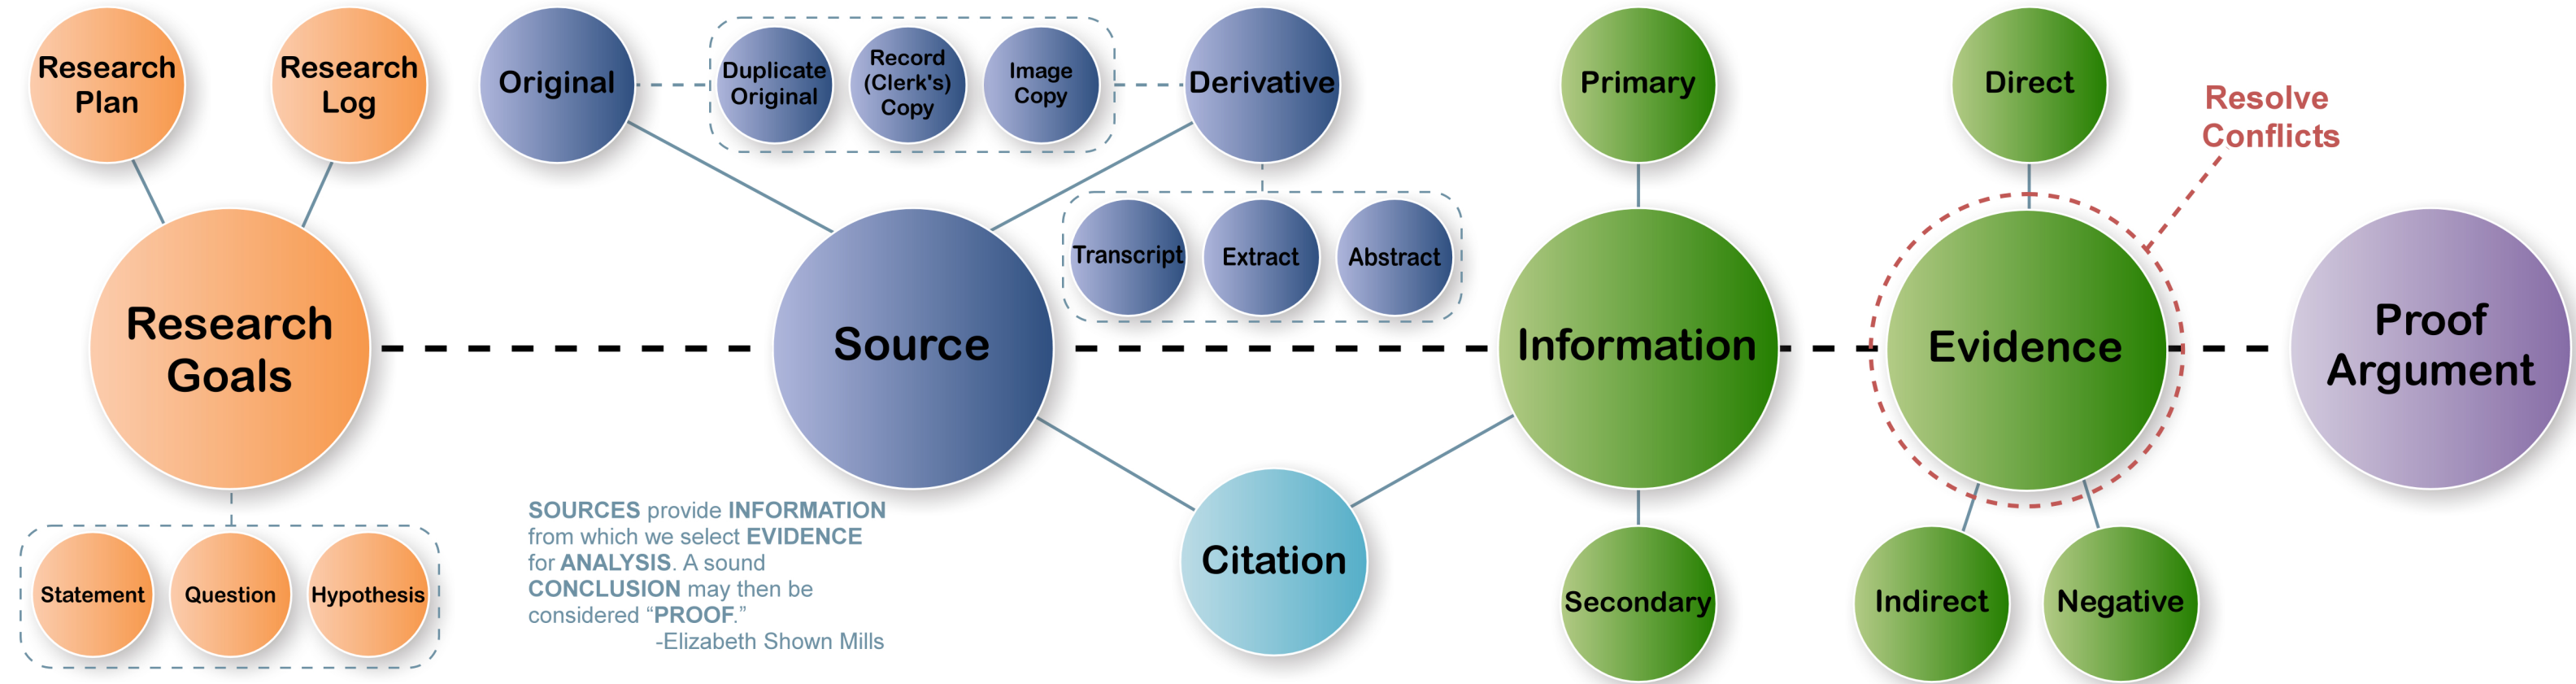 Research
Plan
Research
Log
Original
Duplicate
Original
Record
(Clerk's)
Copy
Image
Copy
Derivative
Primary
Direct
Resolve
Conflicts
Transcript
Extract
Abstract
Research
Goals
Source
Information
Evidence
Proof
Argument
SOURCES provide INFORMATION
from which we select EVIDENCE
for ANALYSIS. A sound
CONCLUSION may then be
considered “PROOF.”
-Elizabeth Shown Mills
Citation
Statement
Question
Hypothesis
Secondary
Indirect
Negative